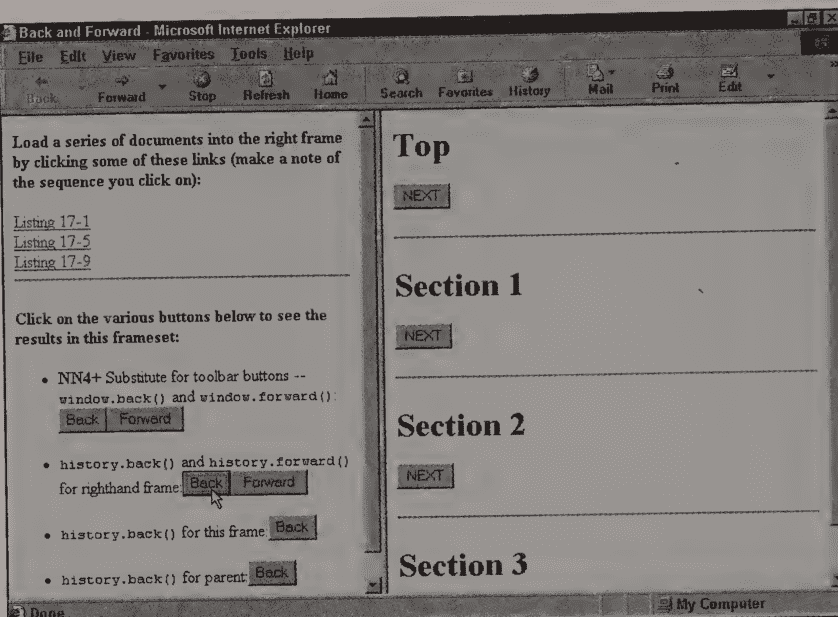 Back and Forward - Microsoft Internet Explorer
File Edit View Favorites Tools Help
Back Forward Stop Refresh Home Search Favorites History Mail Print Edit
Load a series of documents into the right frame
by clicking some of these links (make a note of
the sequence you click on):
Listing 17-1
Listing 17-5
Listing 17-9
Click on the various buttons below to see the
results in this frameset:
• NN4+ Substitute for toolbar buttons --
window.back() and window.forward():
Back Forward
• history.back() and history.forward()
for righthand frame: Back Forward
• history.back() for this frame: Back
• history.back() for parent: Back
Top
NEXT
Section 1
NEXT
Section 2
NEXT
Section 3
Done
My Computer